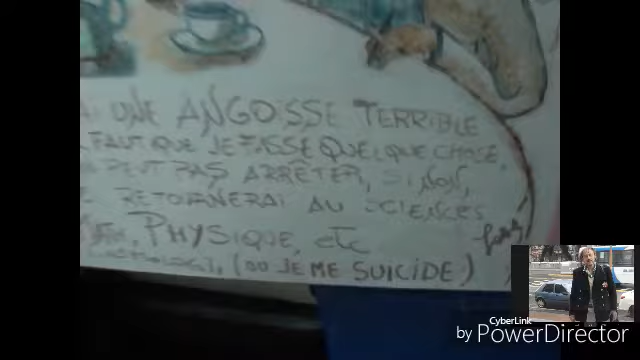 UNE ANGOISSE TERRIBLE
FAUT QUE JE FASSE QUELQUE CHOSE,
PEUT PAS ARRÊTER, SINON,
RETOURNERAI AU SCIENCES
PHYSIQUE, etc
, (OU JE ME SUICIDE)
CyberLink
by PowerDirector